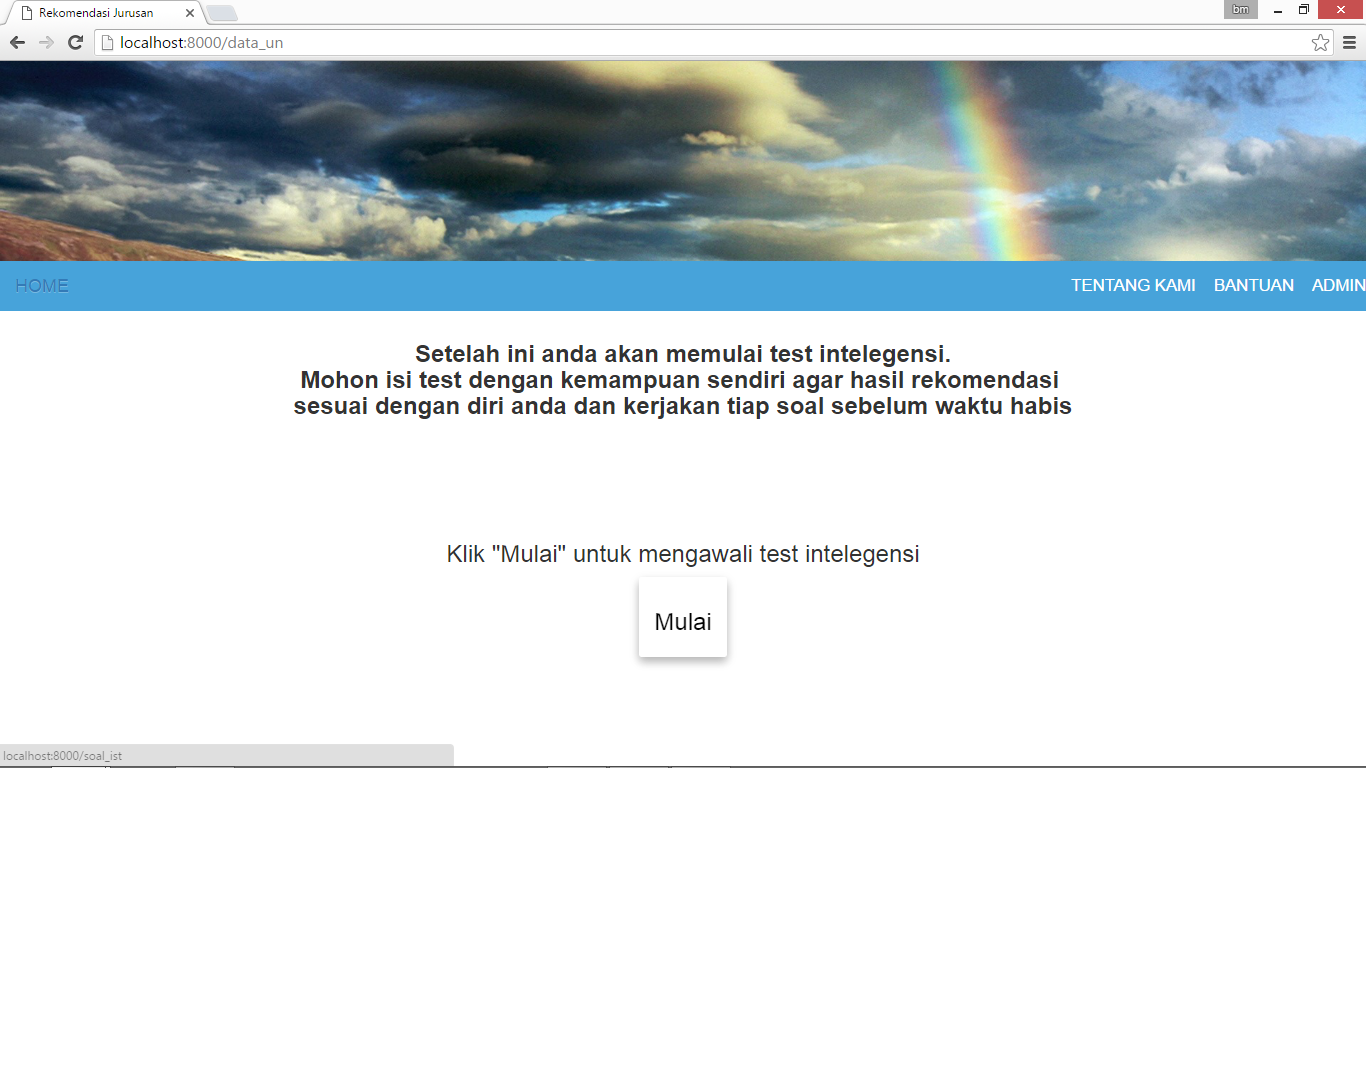 Rekomendasi Jurusan
bm
localhost:8000/data_un
HOME
TENTANG KAMI BANTUAN ADMIN
Setelah ini anda akan memulai test intelegensi.
Mohon isi test dengan kemampuan sendiri agar hasil rekomendasi
sesuai dengan diri anda dan kerjakan tiap soal sebelum waktu habis
Klik "Mulai" untuk mengawali test intelegensi
Mulai
localhost:8000/soal_ist